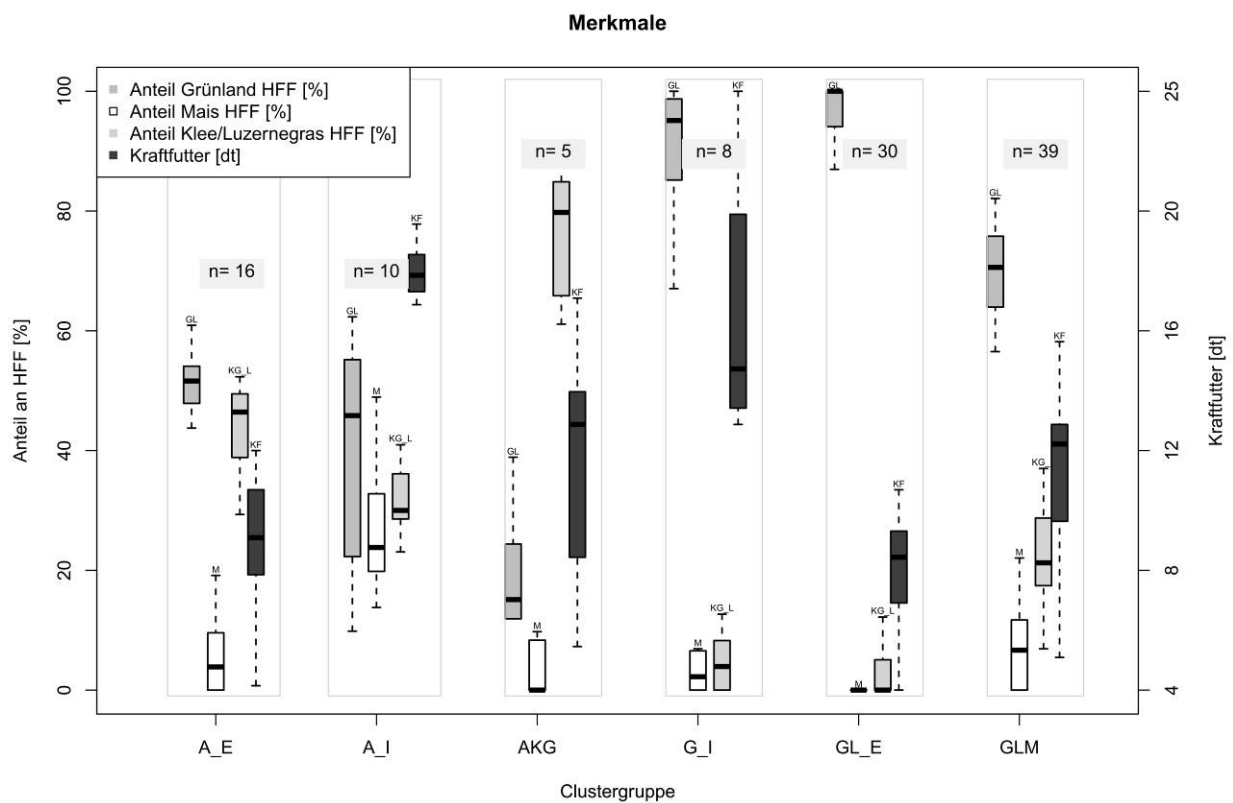 Merkmale
Anteil Grünland HFF [%]
Anteil Mais HFF [%]
Anteil Klee/Luzernegras HFF [%]
Kraftfutter [dt]
100
80
60
40
20
0
Anteil an HFF [%]
25
20
16
12
8
4
Kraftfutter [dt]
n= 16
n= 10
n= 5
n= 8
n= 30
n= 39
GL
M
KG_L
KF
GL
M
KG_L
KF
GL
M
KF
GL
M
KG_L
KF
GL
M
KG_L
KF
GL
M
KG_
KF
A_E
A_I
AKG
G_I
GL_E
GLM
Clustergruppe